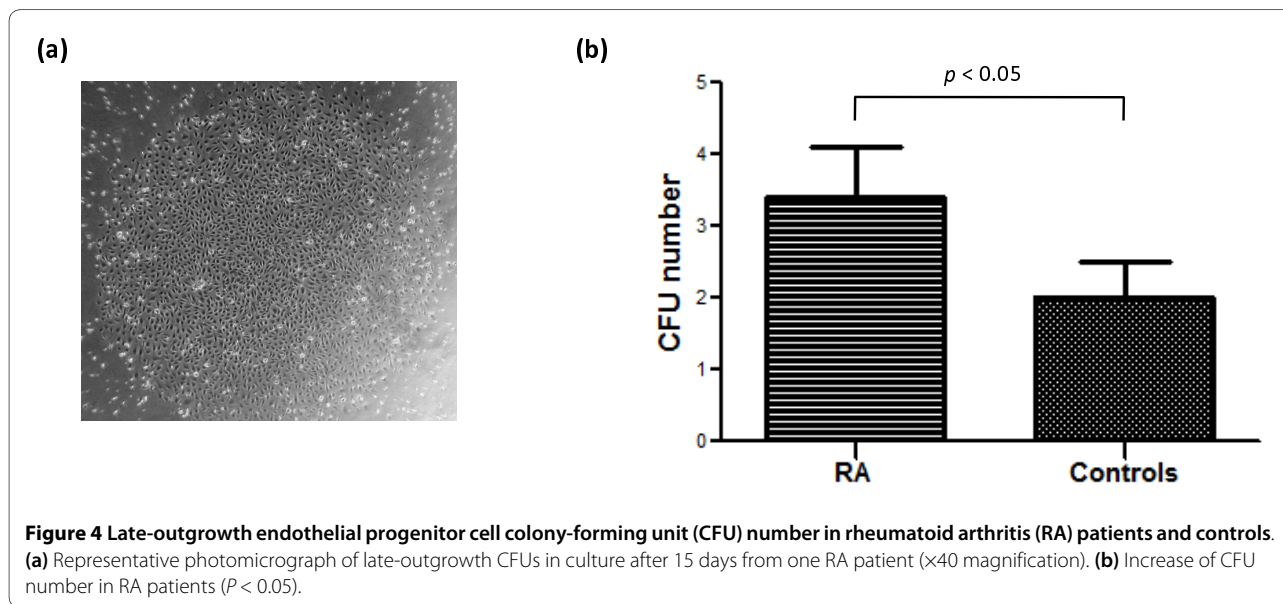 (a)
(b)
p < 0.05
5
4
3
2
1
0
CFU number
RA
Controls
Figure 4 Late-outgrowth endothelial progenitor cell colony-forming unit (CFU) number in rheumatoid arthritis (RA) patients and controls.
(a) Representative photomicrograph of late-outgrowth CFUs in culture after 15 days from one RA patient (×40 magnification). (b) Increase of CFU
number in RA patients (P < 0.05).